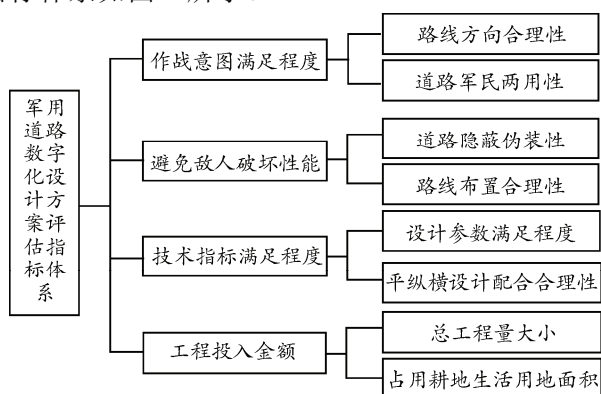 军用
道路
数字
化设
计方
案评
估指
标体
系
作战意图满足程度
路线方向合理性
道路军民两用性
避免敌人破坏性能
道路隐蔽伪装性
路线布置合理性
技术指标满足程度
设计参数满足程度
平纵横设计配合合理性
工程投入金额
总工程量大小
占用耕地生活用地面积